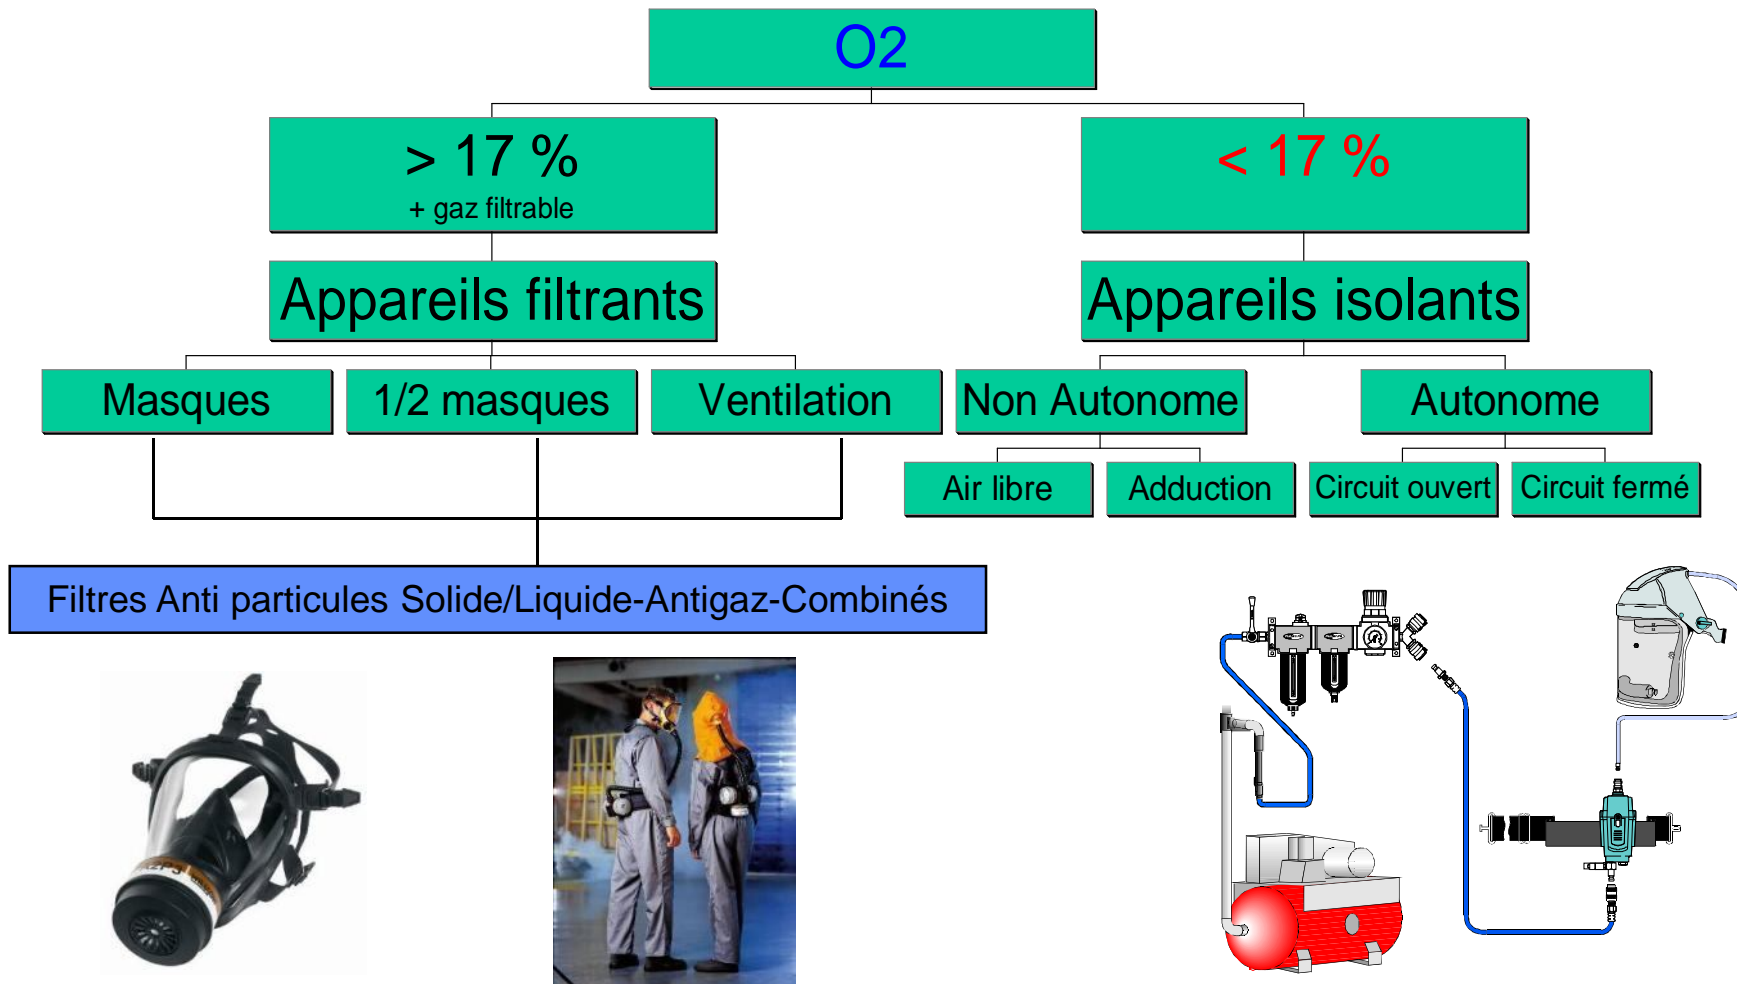 O2
> 17 %
+ gaz filtrable
< 17 %
Appareils filtrants
Appareils isolants
Masques
1/2 masques
Ventilation
Non Autonome
Autonome
Air libre
Adduction
Circuit ouvert
Circuit fermé
Filtres Anti particules Solide/Liquide-Antigaz-Combinés